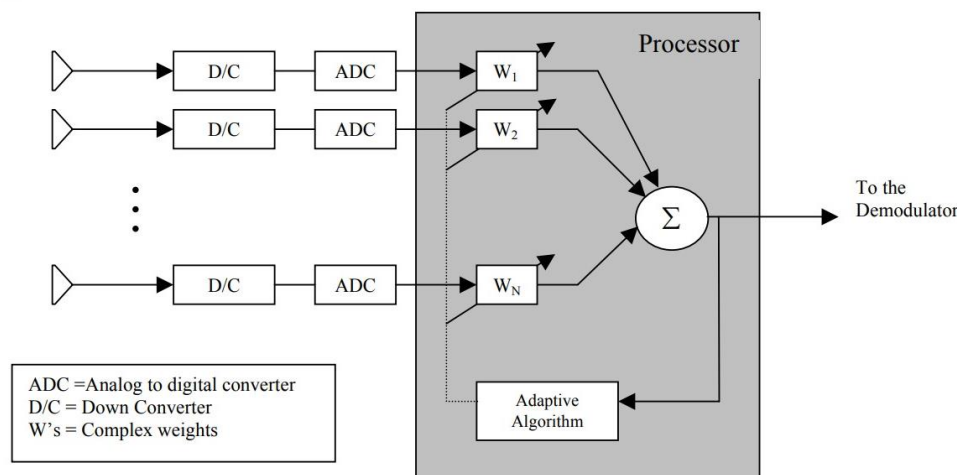 Processor
D/C ADC W₁
D/C ADC W₂
Σ
To the
Demodulator
D/C ADC W_N
Adaptive
Algorithm
ADC =Analog to digital converter
D/C = Down Converter
W's = Complex weights